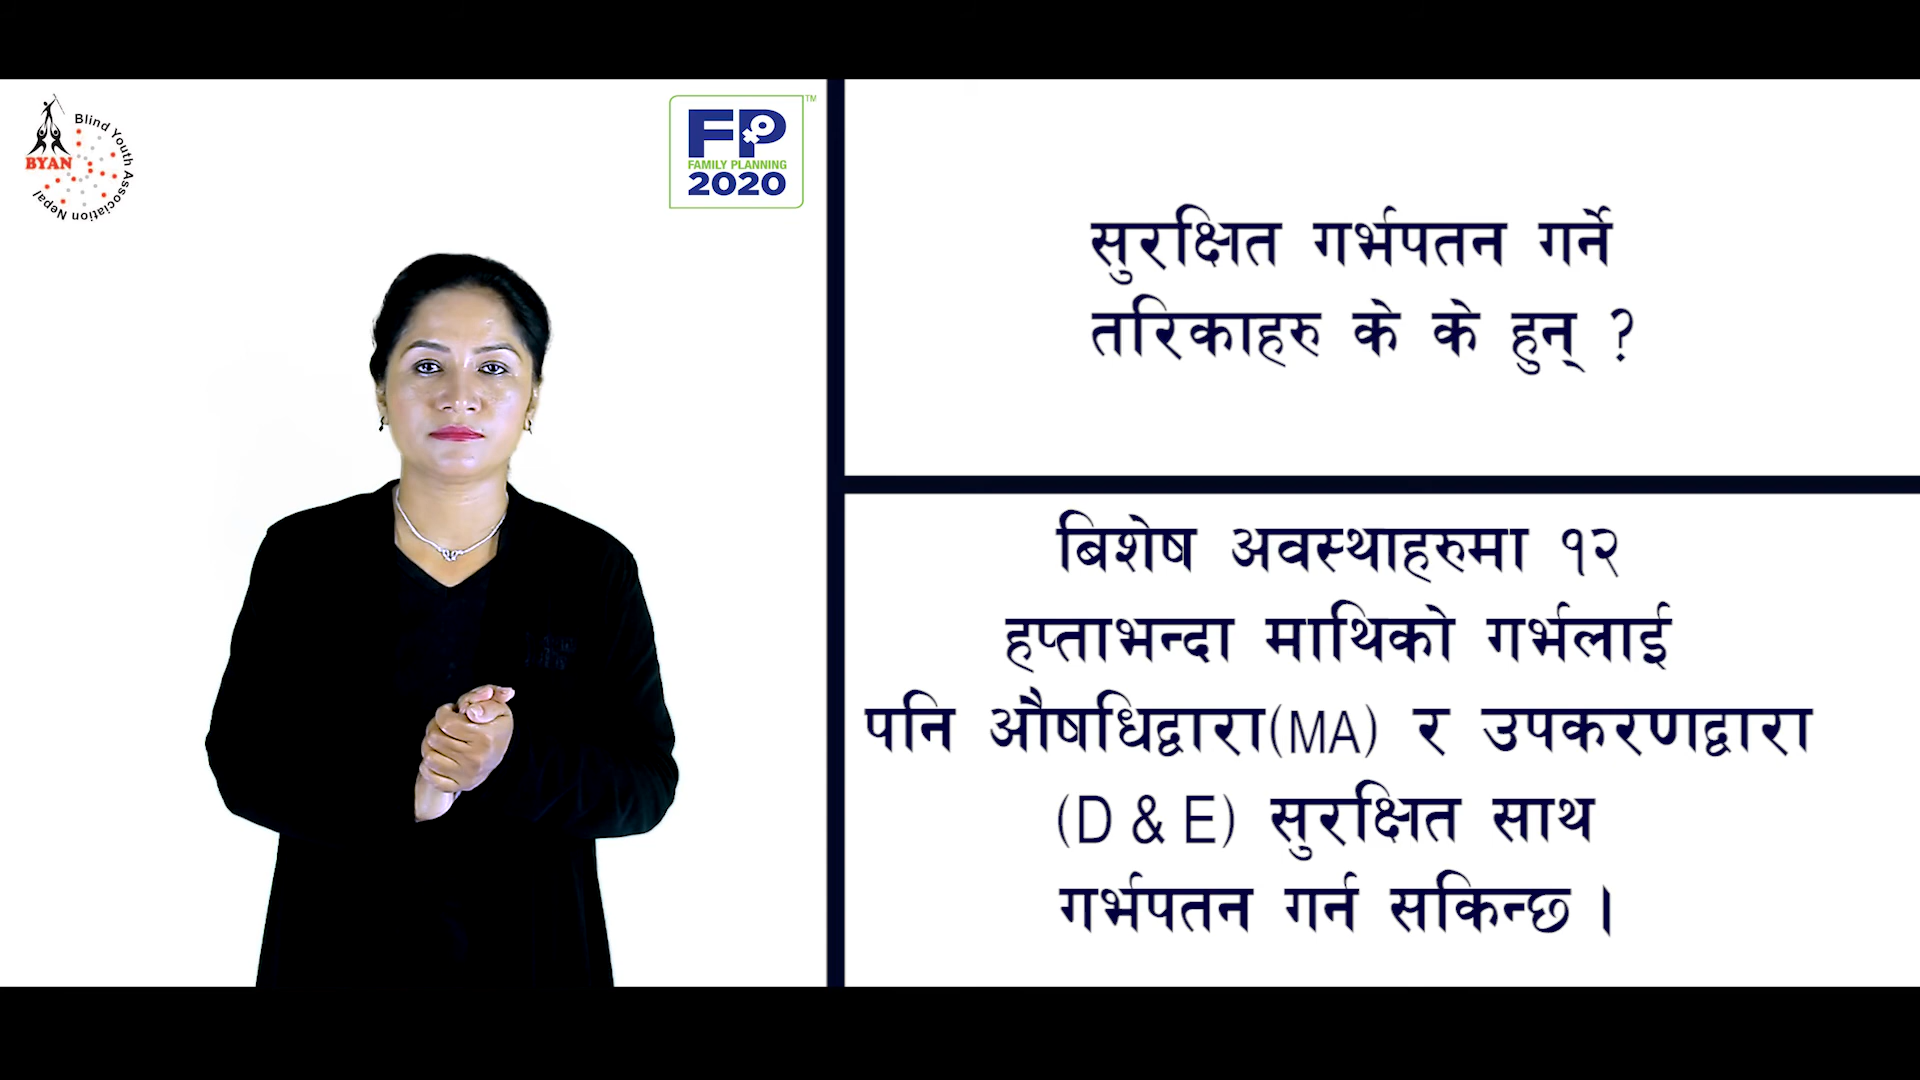 Blind Youth Association Nepal
BYAN
FP
TM
FAMILY PLANNING
2020
सुरक्षित गर्भपतन गर्ने
तरिकाहरु के के हुन् ?
बिशेष अवस्थाहरुमा १२
हप्ताभन्दा माथिको गर्भलाई
पनि औषधिद्वारा(MA) र उपकरणद्वारा
(D & E) सुरक्षित साथ
गर्भपतन गर्न सकिन्छ ।